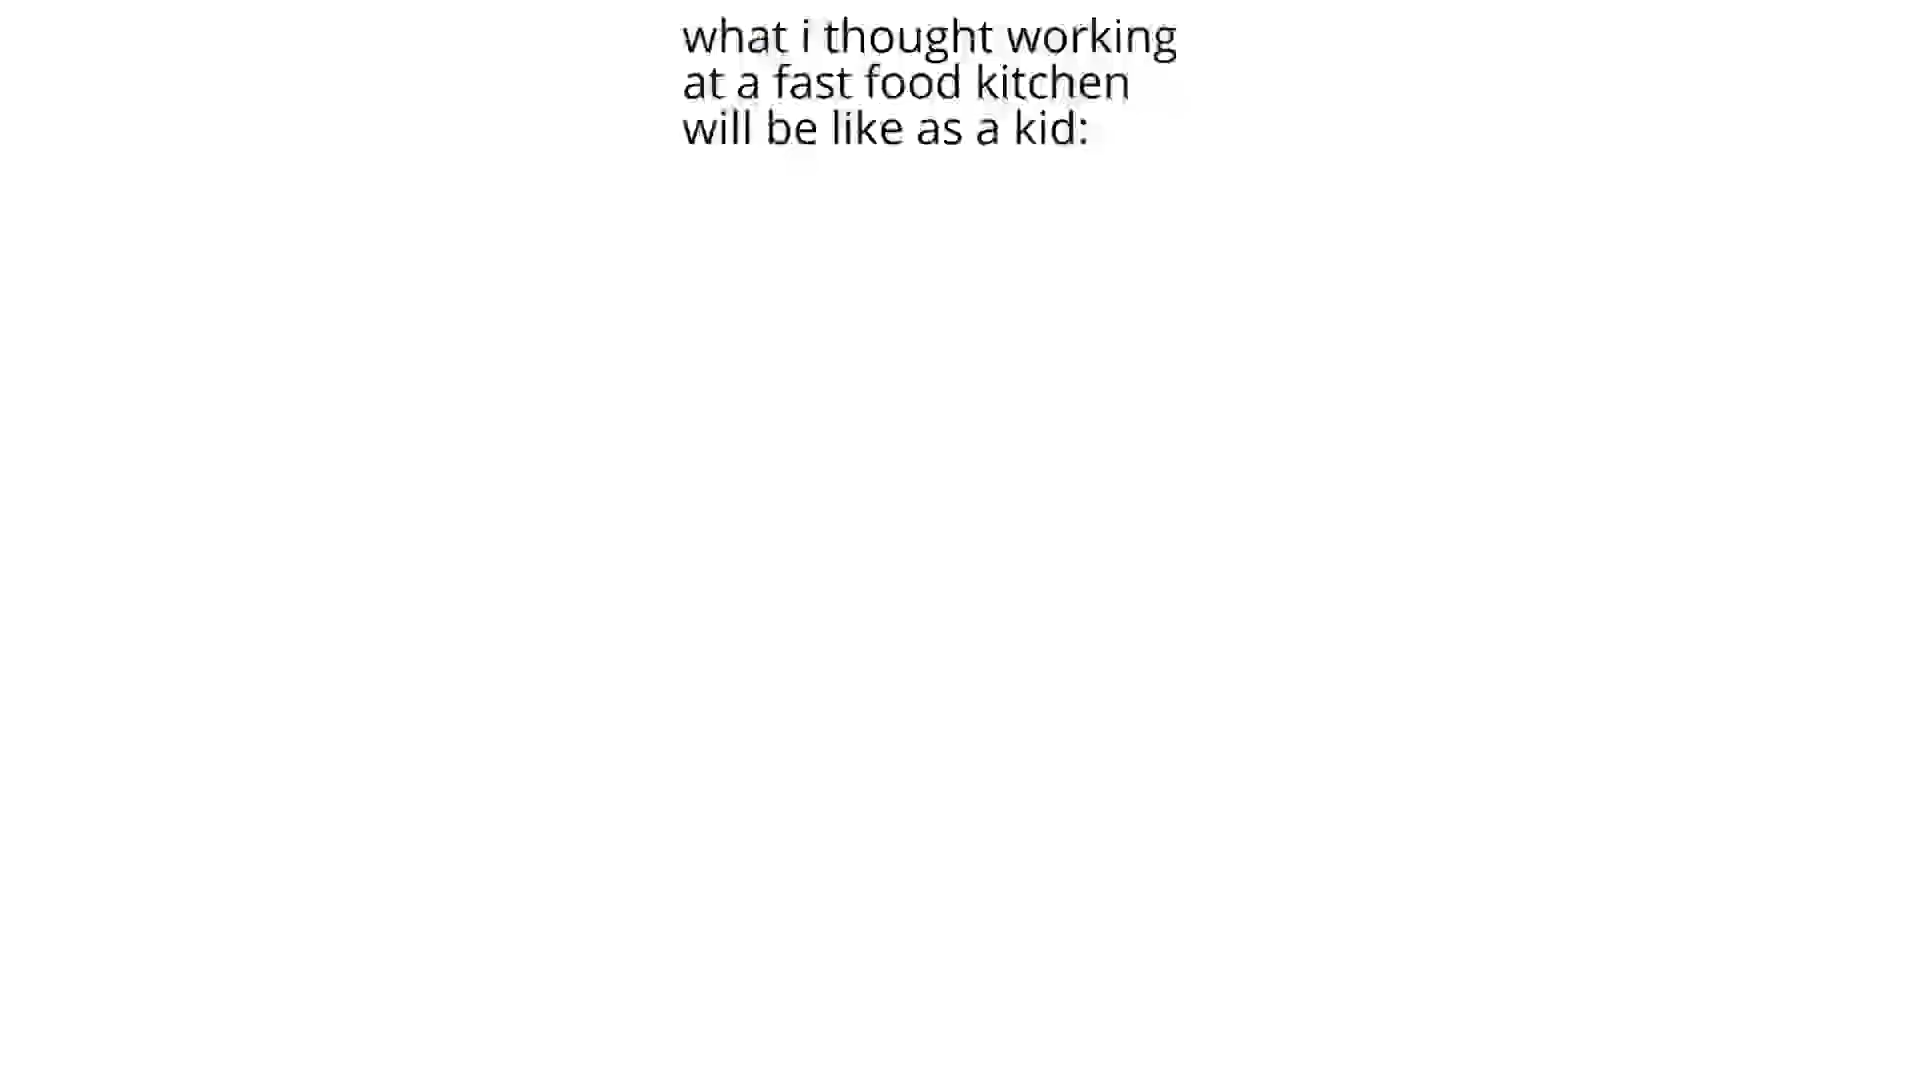 what i thought working
at a fast food kitchen
will be like as a kid: